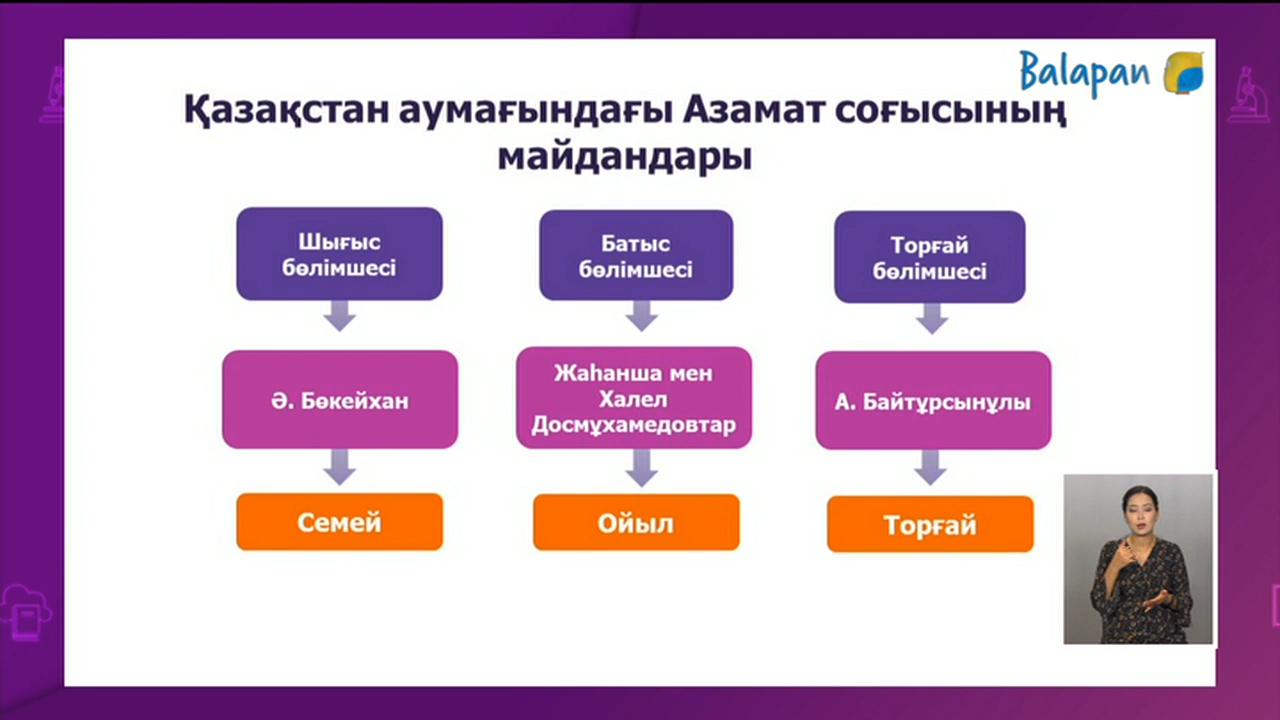 Balapan
Қазақстан аумағындағы Азамат соғысының
майдандары
Шығыс
бөлімшесі
Батыс
бөлімшесі
Торғай
бөлімшесі
Ә. Бөкейхан
Жаһанша мен
Халел
Досмұхамедовтар
А. Байтұрсынұлы
Семей
Ойыл
Торғай